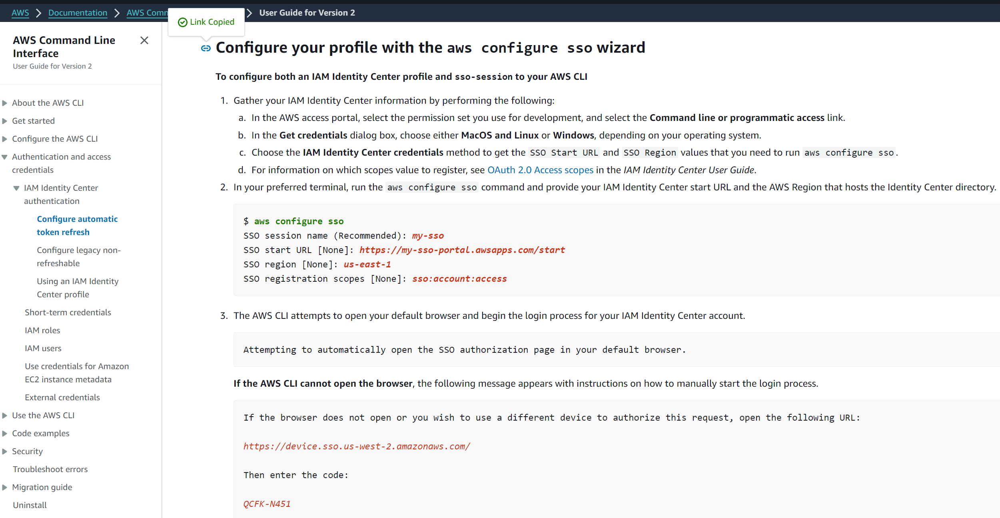 AWS > Documentation > AWS Comm > User Guide for Version 2
Link Copied
AWS Command Line
Interface
User Guide for Version 2
About the AWS CLI
Get started
Configure the AWS CLI
Authentication and access
credentials
IAM Identity Center
authentication
Configure automatic
token refresh
Configure legacy non-
refreshable
Using an IAM Identity
Center profile
Short-term credentials
IAM roles
IAM users
Use credentials for Amazon
EC2 instance metadata
External credentials
Use the AWS CLI
Code examples
Security
Troubleshoot errors
Migration guide
Uninstall
Configure your profile with the aws configure sso wizard
To configure both an IAM Identity Center profile and sso-session to your AWS CLI
1. Gather your IAM Identity Center information by performing the following:
a. In the AWS access portal, select the permission set you use for development, and select the Command line or programmatic access link.
b. In the Get credentials dialog box, choose either MacOS and Linux or Windows, depending on your operating system.
c. Choose the IAM Identity Center credentials method to get the SSO Start URL and SSO Region values that you need to run aws configure sso.
d. For information on which scopes value to register, see OAuth 2.0 Access scopes in the IAM Identity Center User Guide.
2. In your preferred terminal, run the aws configure sso command and provide your IAM Identity Center start URL and the AWS Region that hosts the Identity Center directory.
$ aws configure sso
SSO session name (Recommended): my-sso
SSO start URL [None]: https://my-sso-portal.awsapps.com/start
SSO region [None]: us-east-1
SSO registration scopes [None]: sso:account:access
3. The AWS CLI attempts to open your default browser and begin the login process for your IAM Identity Center account.
Attempting to automatically open the SSO authorization page in your default browser.
If the AWS CLI cannot open the browser, the following message appears with instructions on how to manually start the login process.
If the browser does not open or you wish to use a different device to authorize this request, open the following URL:
https://device.sso.us-west-2.amazonaws.com/
Then enter the code:
QCFK-N451